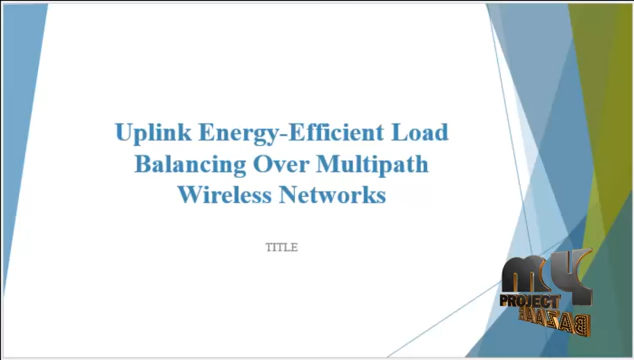 Uplink Energy-Efficient Load
Balancing Over Multipath
Wireless Networks
TITLE
my
PROJECT
BAZAAR